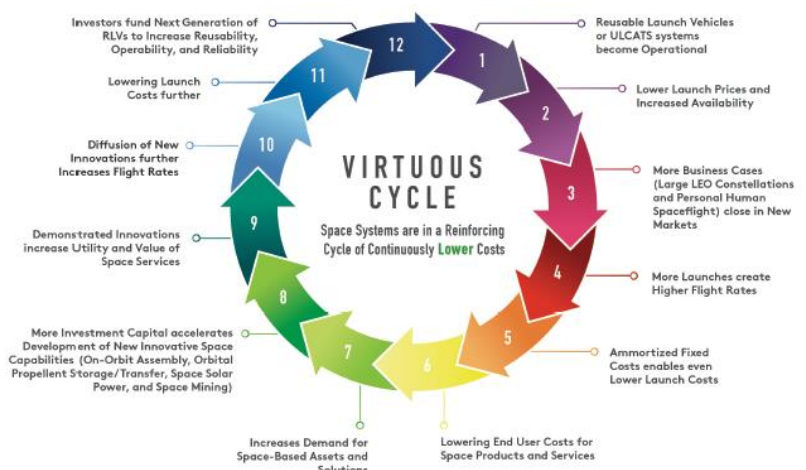 VIRTUOUS
CYCLE
Space Systems are in a Reinforcing
Cycle of Continuously Lower Costs
1
Reusable Launch Vehicles
or ULCATS systems
become Operational
2
Lower Launch Prices and
Increased Availability
3
More Business Cases
(Large LEO Constellations
and Personal Human
Spaceflight) close in New
Markets
4
More Launches create
Higher Flight Rates
5
Ammortized Fixed
Costs enables even
Lower Launch Costs
6
Lowering End User Costs for
Space Products and Services
7
Increases Demand for
Space-Based Assets and
Solutions
8
More Investment Capital accelerates
Development of New Innovative Space
Capabilities (On-Orbit Assembly, Orbital
Propellent Storage/Transfer, Space Solar
Power, and Space Mining)
9
Demonstrated Innovations
increase Utility and Value of
Space Services
10
Diffusion of New
Innovations further
Increases Flight Rates
11
Lowering Launch
Costs further
12
Investors fund Next Generation of
RLVs to Increase Reusability,
Operability, and Reliability